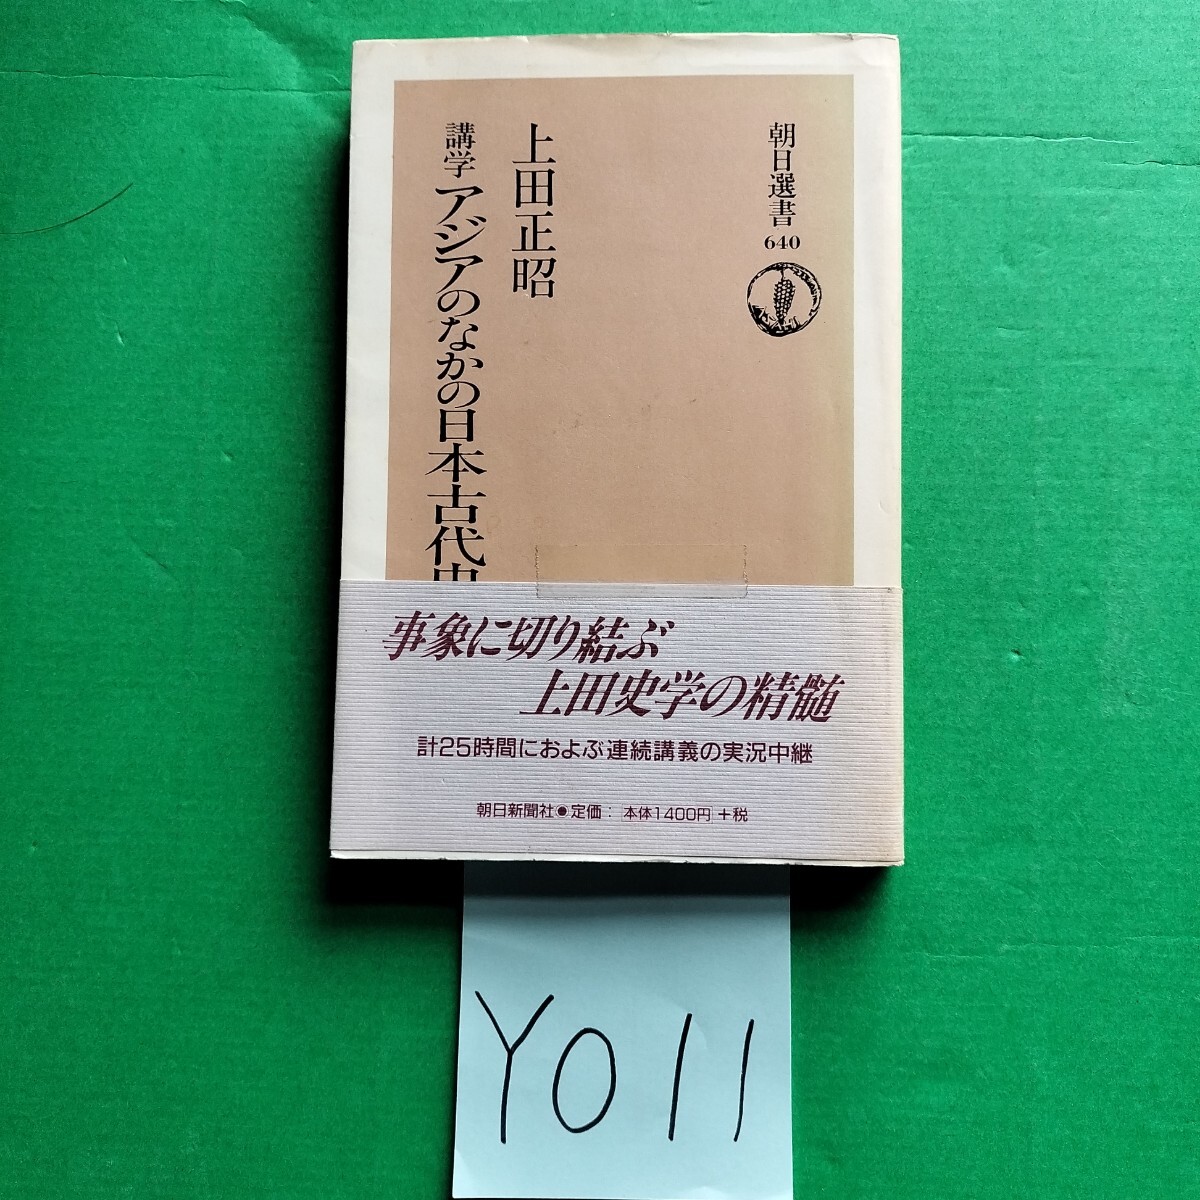 朝日選書
640
上田正昭
講学 アジアのなかの日本古代史
事象に切り結ぶ
上田史学の精髄
計25時間におよぶ連続講義の実況中継
朝日新聞社●定価：本体1400円＋税
YO11